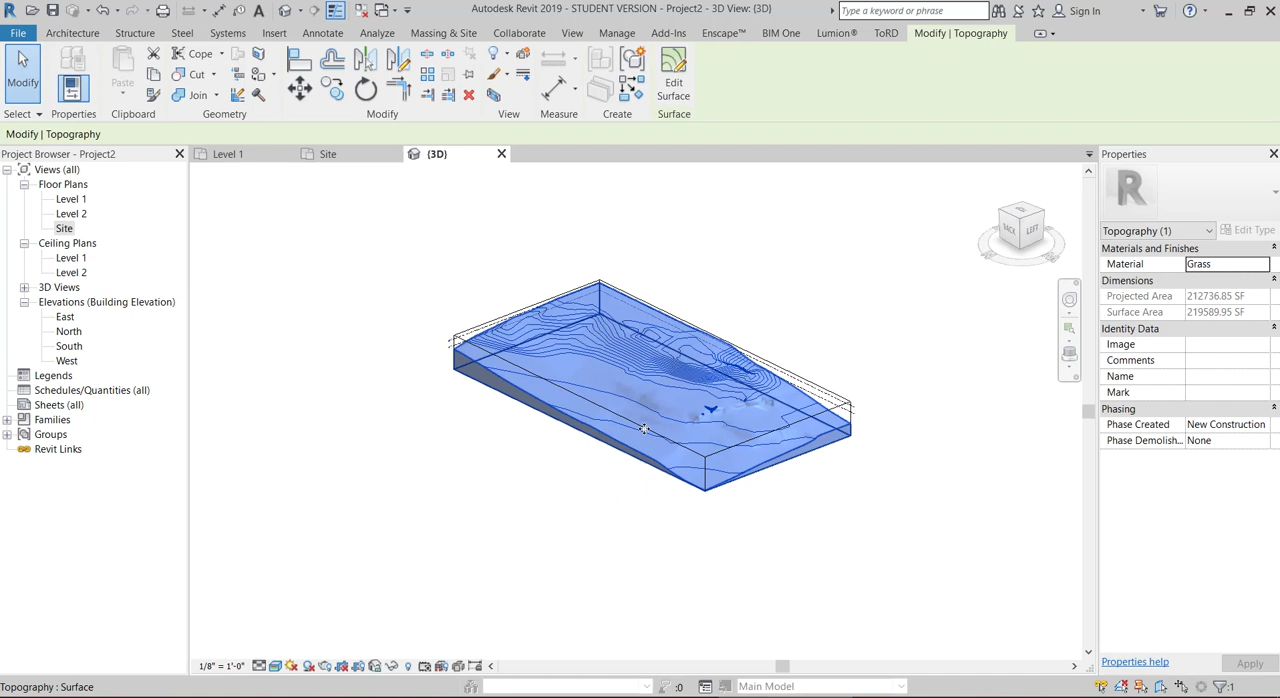 Autodesk Revit 2019 - STUDENT VERSION - Project2 - 3D View: {3D}
Type a keyword or phrase
Sign In
File Architecture Structure Steel Systems Insert Annotate Analyze Massing & Site Collaborate View Manage Add-Ins Enscape™ BIM One Lumion® ToRD Modify | Topography
Modify
Paste
Cope
Cut
Join
Edit
Surface
Select Properties Clipboard Geometry Modify View Measure Create Surface
Modify | Topography
Project Browser - Project2
Level 1 Site {3D}
Properties
Views (all)
Floor Plans
Level 1
Level 2
Site
Ceiling Plans
Level 1
Level 2
3D Views
Elevations (Building Elevation)
East
North
South
West
Legends
Schedules/Quantities (all)
Sheets (all)
Families
Groups
Revit Links
BACK LEFT
R
Topography (1) Edit Type
Materials and Finishes
Material Grass
Dimensions
Projected Area 212736.85 SF
Surface Area 219589.95 SF
Identity Data
Image
Comments
Name
Mark
Phasing
Phase Created New Construction
Phase Demolish... None
Properties help Apply
1/8" = 1'-0"
Topography : Surface
:0
Main Model
:1